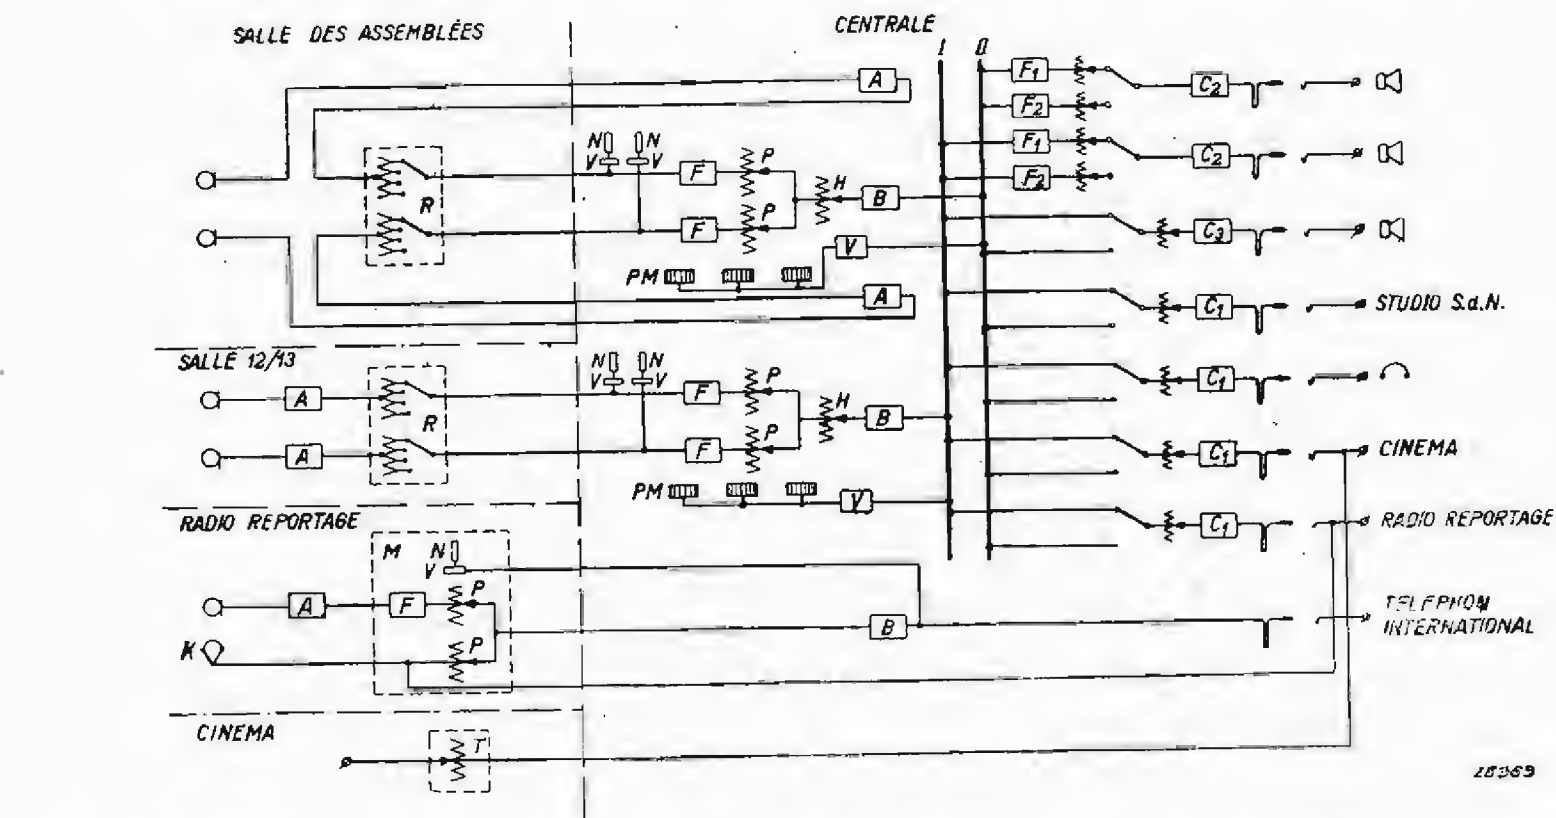 SALLE DES ASSEMBLÉES
CENTRALE
I II
A
F1 C2
F2
N N
V V
F P
R
F P
H B
F1 C2
F2
C3
V
PM
A
C1 STUDIO S.d.N.
SALLE 12/13
N N
V V
A
F P
R
A
F P
H B
C1
C1 CINEMA
PM V
C1 RADIO REPORTAGE
RADIO REPORTAGE
M N
V
A F P
K P
B
TELEPHON
INTERNATIONAL
CINEMA
T
28369